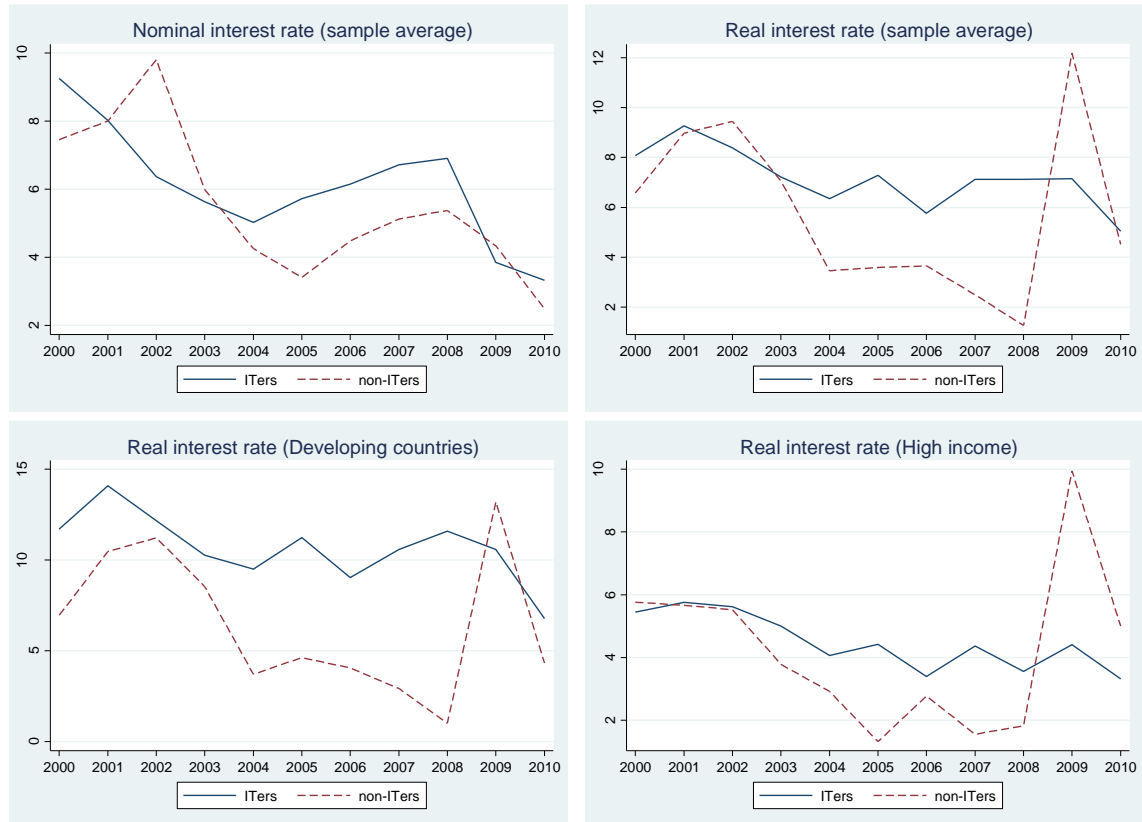 Nominal interest rate (sample average)
10
8
6
4
2
2000 2001 2002 2003 2004 2005 2006 2007 2008 2009 2010
ITers non-ITers
Real interest rate (sample average)
12
10
8
6
4
2
2000 2001 2002 2003 2004 2005 2006 2007 2008 2009 2010
ITers non-ITers
Real interest rate (Developing countries)
15
10
5
0
2000 2001 2002 2003 2004 2005 2006 2007 2008 2009 2010
ITers non-ITers
Real interest rate (High income)
10
8
6
4
2
2000 2001 2002 2003 2004 2005 2006 2007 2008 2009 2010
ITers non-ITers